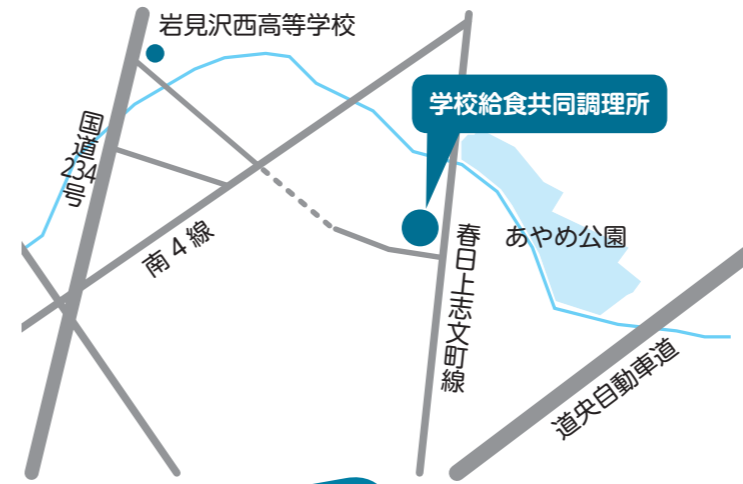 岩見沢西高等学校
学校給食共同調理所
国道234号
南4線
春日上志文町線
あやめ公園
道央自動車道